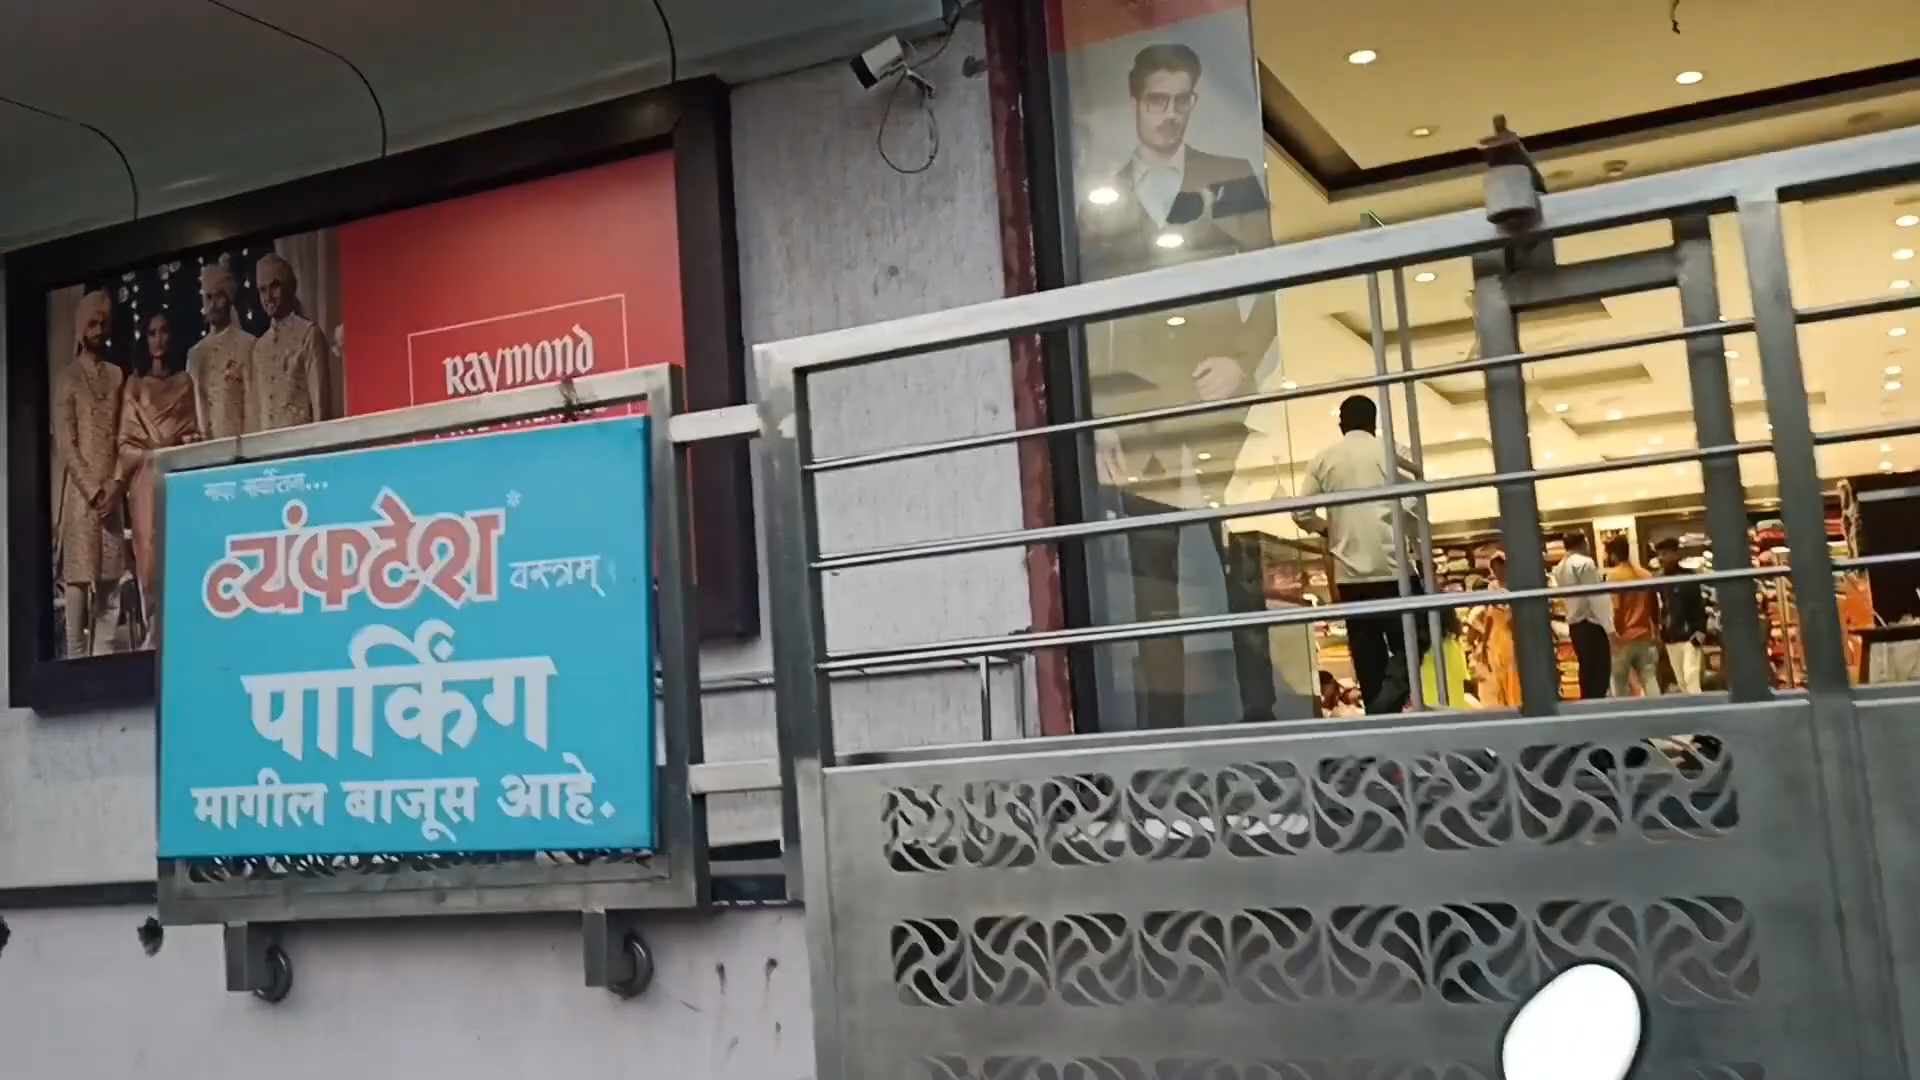 Raymond
व्यंकटेश
वस्त्रम्
पार्किंग
मागील बाजूस आहे.